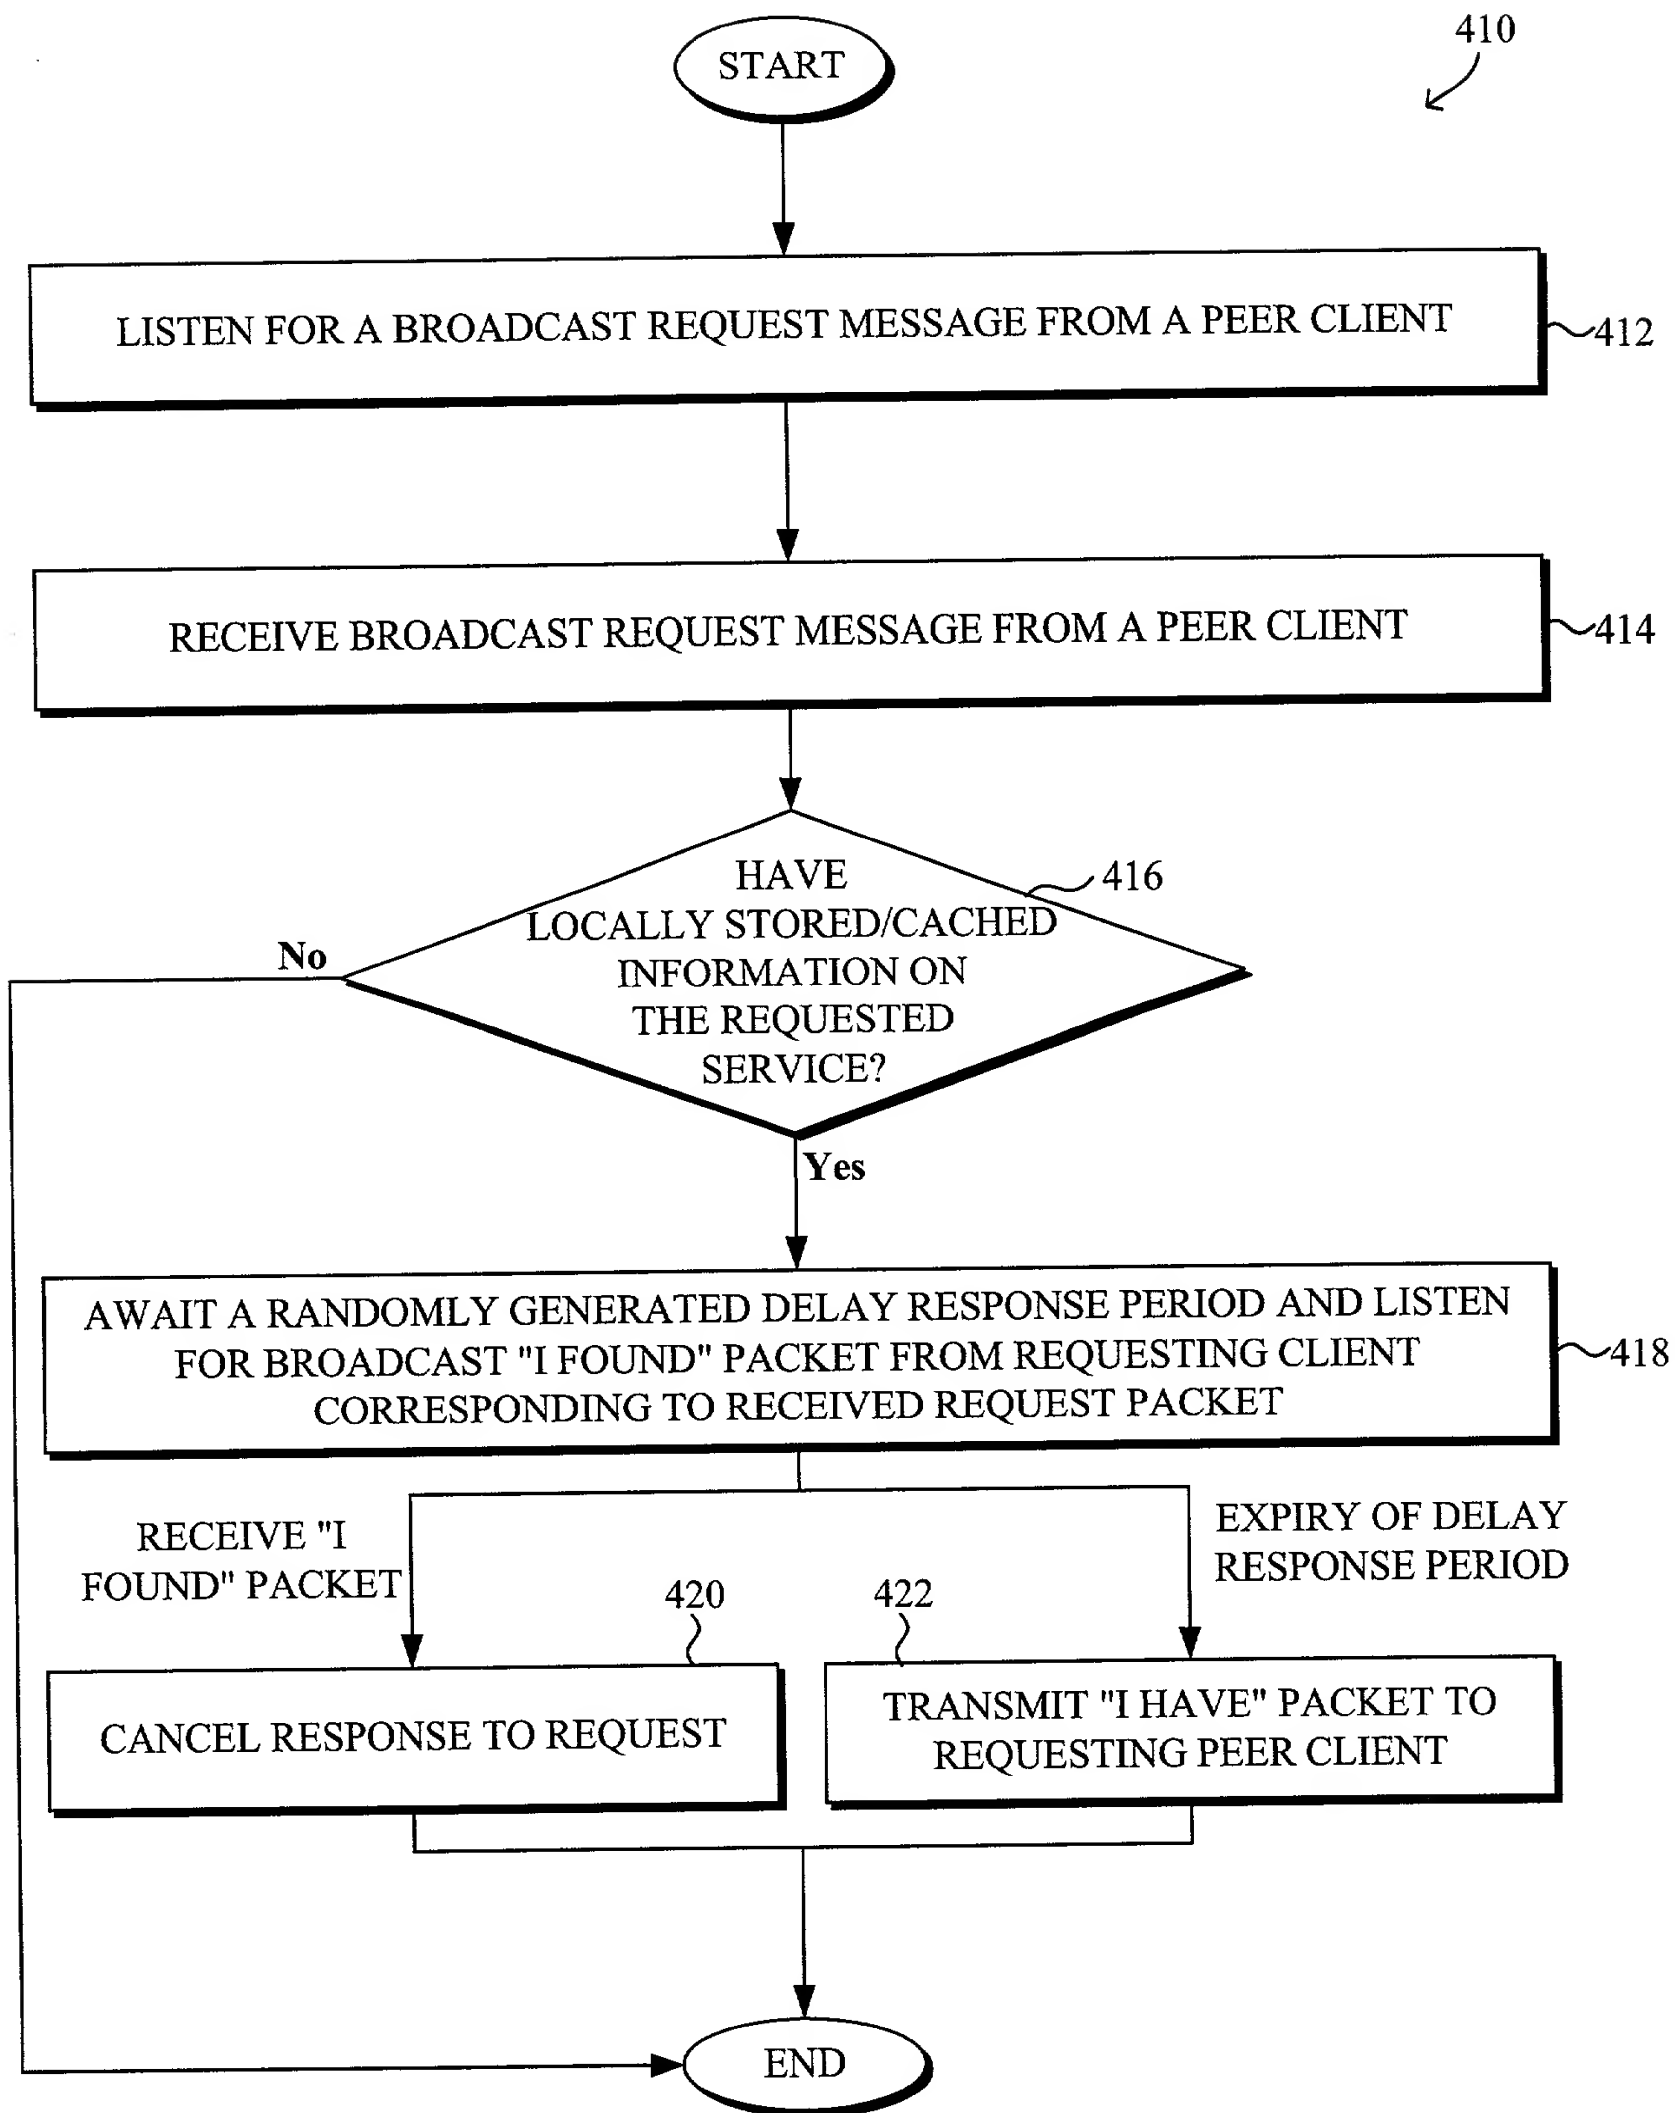 410
START
LISTEN FOR A BROADCAST REQUEST MESSAGE FROM A PEER CLIENT
412
RECEIVE BROADCAST REQUEST MESSAGE FROM A PEER CLIENT
414
HAVE
LOCALLY STORED/CACHED
INFORMATION ON
THE REQUESTED
SERVICE?
416
No
Yes
AWAIT A RANDOMLY GENERATED DELAY RESPONSE PERIOD AND LISTEN
FOR BROADCAST "I FOUND" PACKET FROM REQUESTING CLIENT
CORRESPONDING TO RECEIVED REQUEST PACKET
418
RECEIVE "I
FOUND" PACKET
EXPIRY OF DELAY
RESPONSE PERIOD
420
422
CANCEL RESPONSE TO REQUEST
TRANSMIT "I HAVE" PACKET TO
REQUESTING PEER CLIENT
END